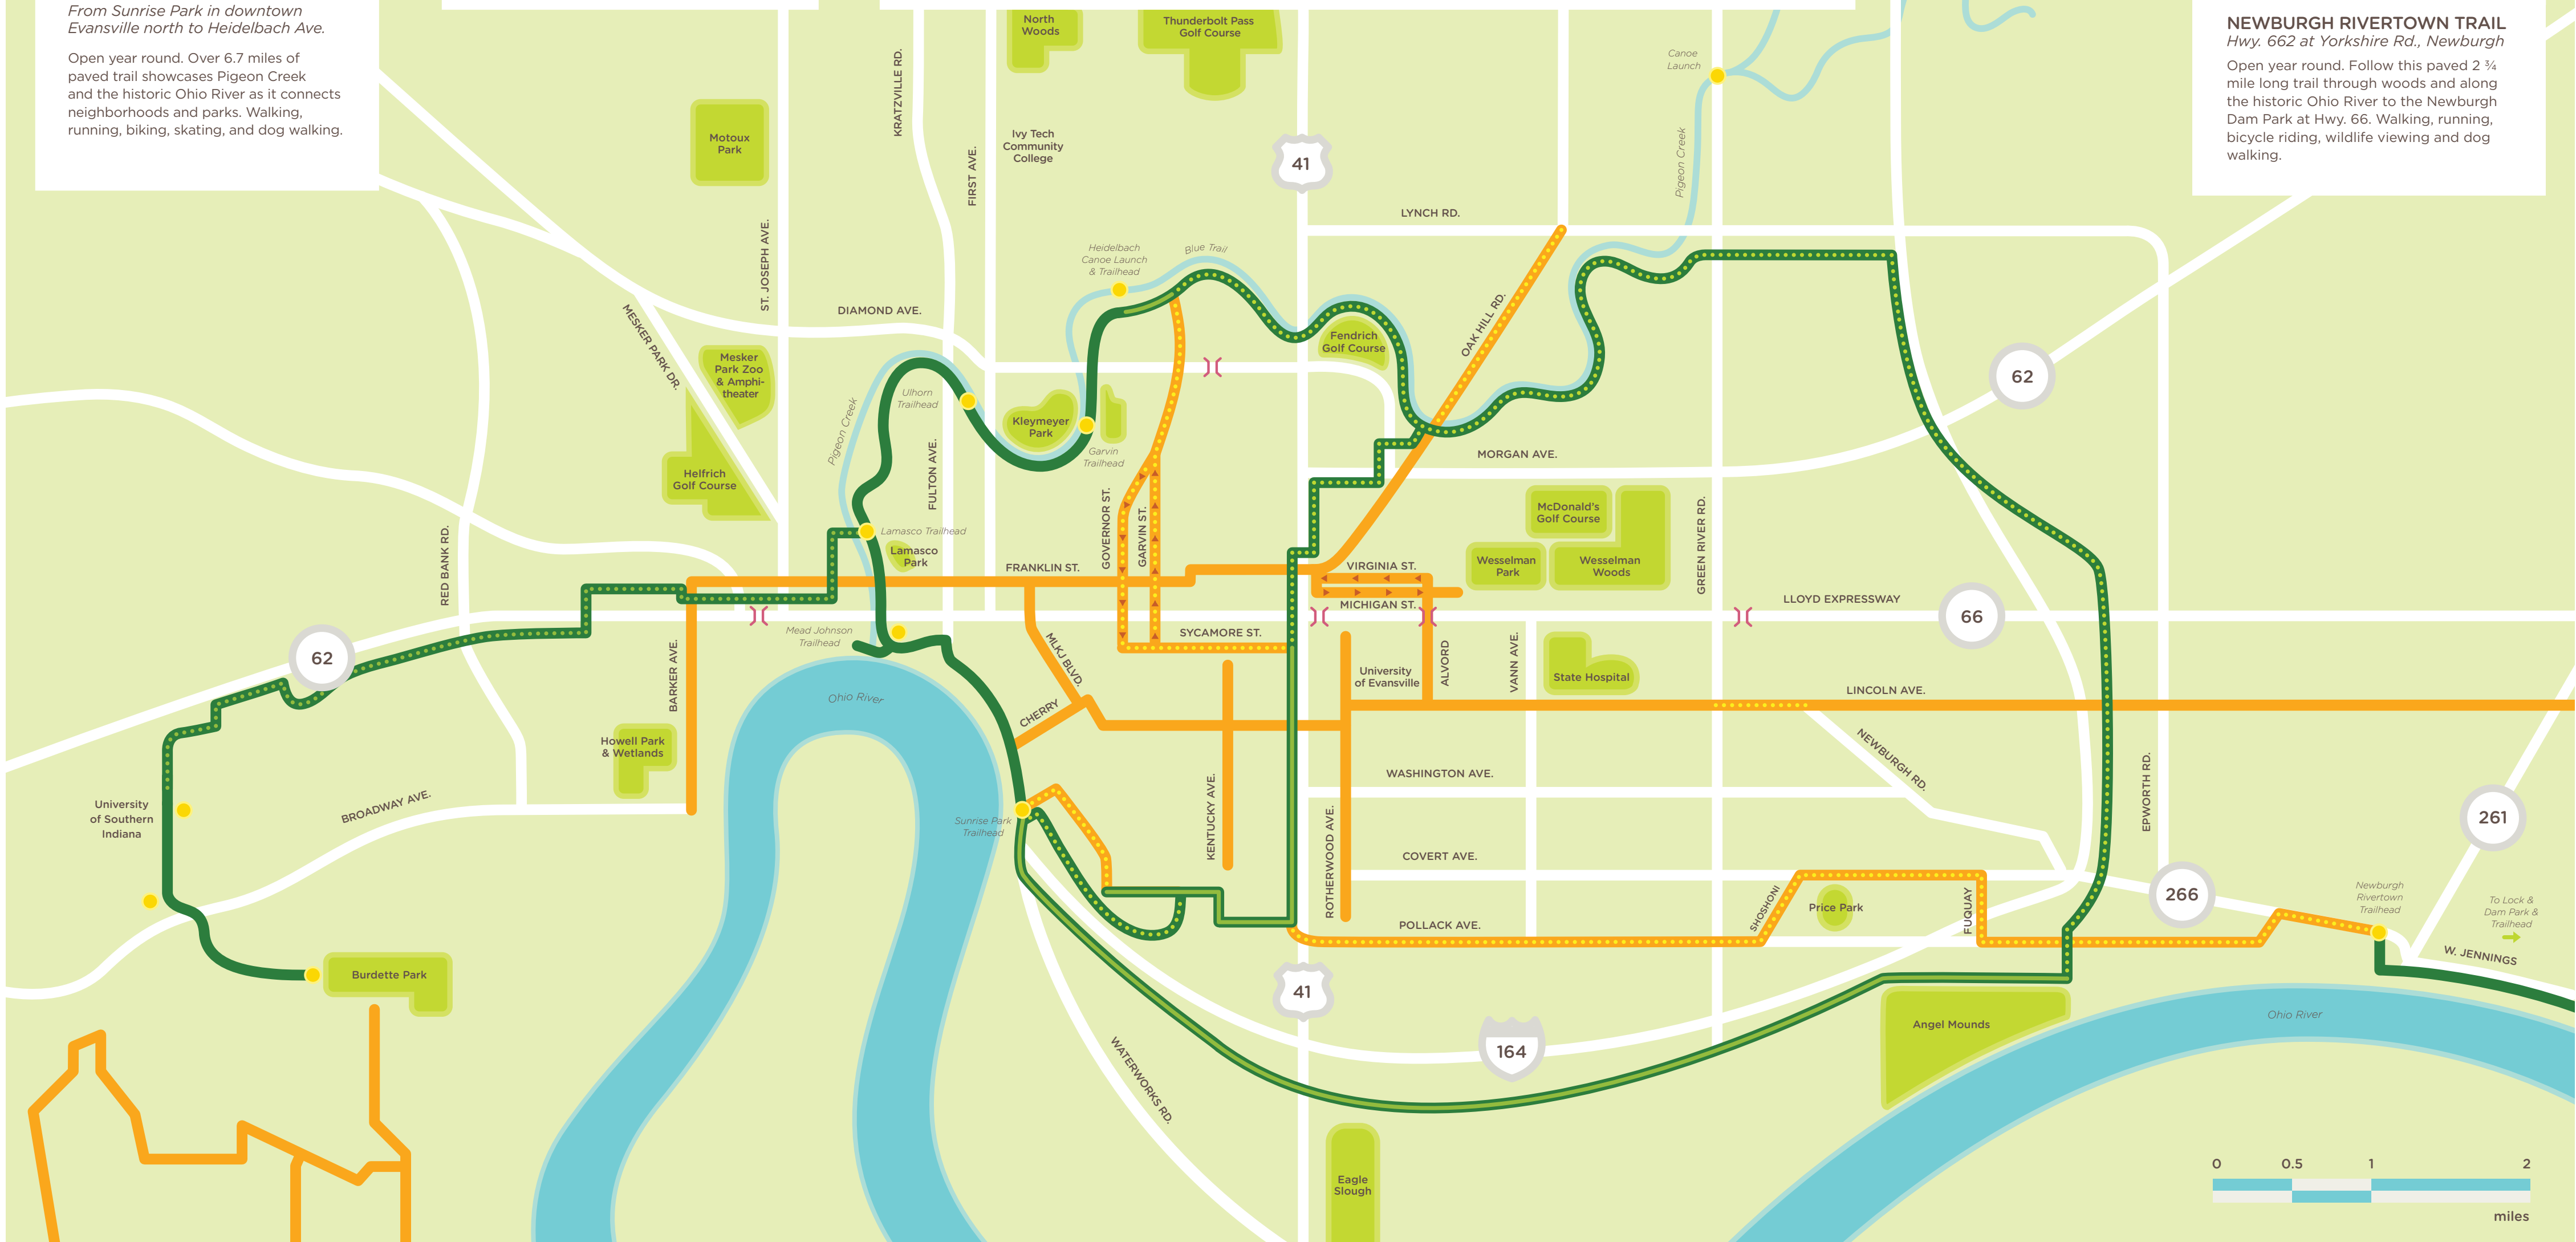 From Sunrise Park in downtown
Evansville north to Heidelbach Ave.
Open year round. Over 6.7 miles of
paved trail showcases Pigeon Creek
and the historic Ohio River as it connects
neighborhoods and parks. Walking,
running, biking, skating, and dog walking.
NEWBURGH RIVERTOWN TRAIL
Hwy. 662 at Yorkshire Rd., Newburgh
Open year round. Follow this paved 2 ¾
mile long trail through woods and along
the historic Ohio River to the Newburgh
Dam Park at Hwy. 66. Walking, running,
bicycle riding, wildlife viewing and dog
walking.
North
Woods
Thunderbolt Pass
Golf Course
Canoe
Launch
KRATZVILLE RD.
Motoux
Park
Ivy Tech
Community
College
FIRST AVE.
41
Pigeon Creek
LYNCH RD.
ST. JOSEPH AVE.
Heidelbach
Canoe Launch
& Trailhead
Blue Trail
DIAMOND AVE.
MESKER PARK DR.
OAK HILL RD.
Fendrich
Golf Course
Mesker
Park Zoo
& Amphi-
theater
62
Ulhorn
Trailhead
Pigeon Creek
Kleymeyer
Park
Garvin
Trailhead
FULTON AVE.
MORGAN AVE.
Helfrich
Golf Course
GOVERNOR ST.
GARVIN ST.
McDonald's
Golf Course
GREEN RIVER RD.
Lamasco Trailhead
Lamasco
Park
RED BANK RD.
FRANKLIN ST.
VIRGINIA ST.
Wesselman
Park
Wesselman
Woods
MICHIGAN ST.
LLOYD EXPRESSWAY
66
Mead Johnson
Trailhead
SYCAMORE ST.
62
BARKER AVE.
MLKJ BLVD.
University
of Evansville
ALVORD
VANN AVE.
State Hospital
Ohio River
CHERRY
LINCOLN AVE.
Howell Park
& Wetlands
NEWBURGH RD.
WASHINGTON AVE.
EPWORTH RD.
University
of Southern
Indiana
BROADWAY AVE.
Sunrise Park
Trailhead
KENTUCKY AVE.
ROTHERWOOD AVE.
261
COVERT AVE.
266
SHOSHONI
Price Park
FUQUAY
Newburgh
Rivertown
Trailhead
To Lock &
Dam Park &
Trailhead
POLLACK AVE.
W. JENNINGS
Burdette Park
41
Angel Mounds
Ohio River
164
WATERWORKS RD.
Eagle
Slough
0 0.5 1 2
miles